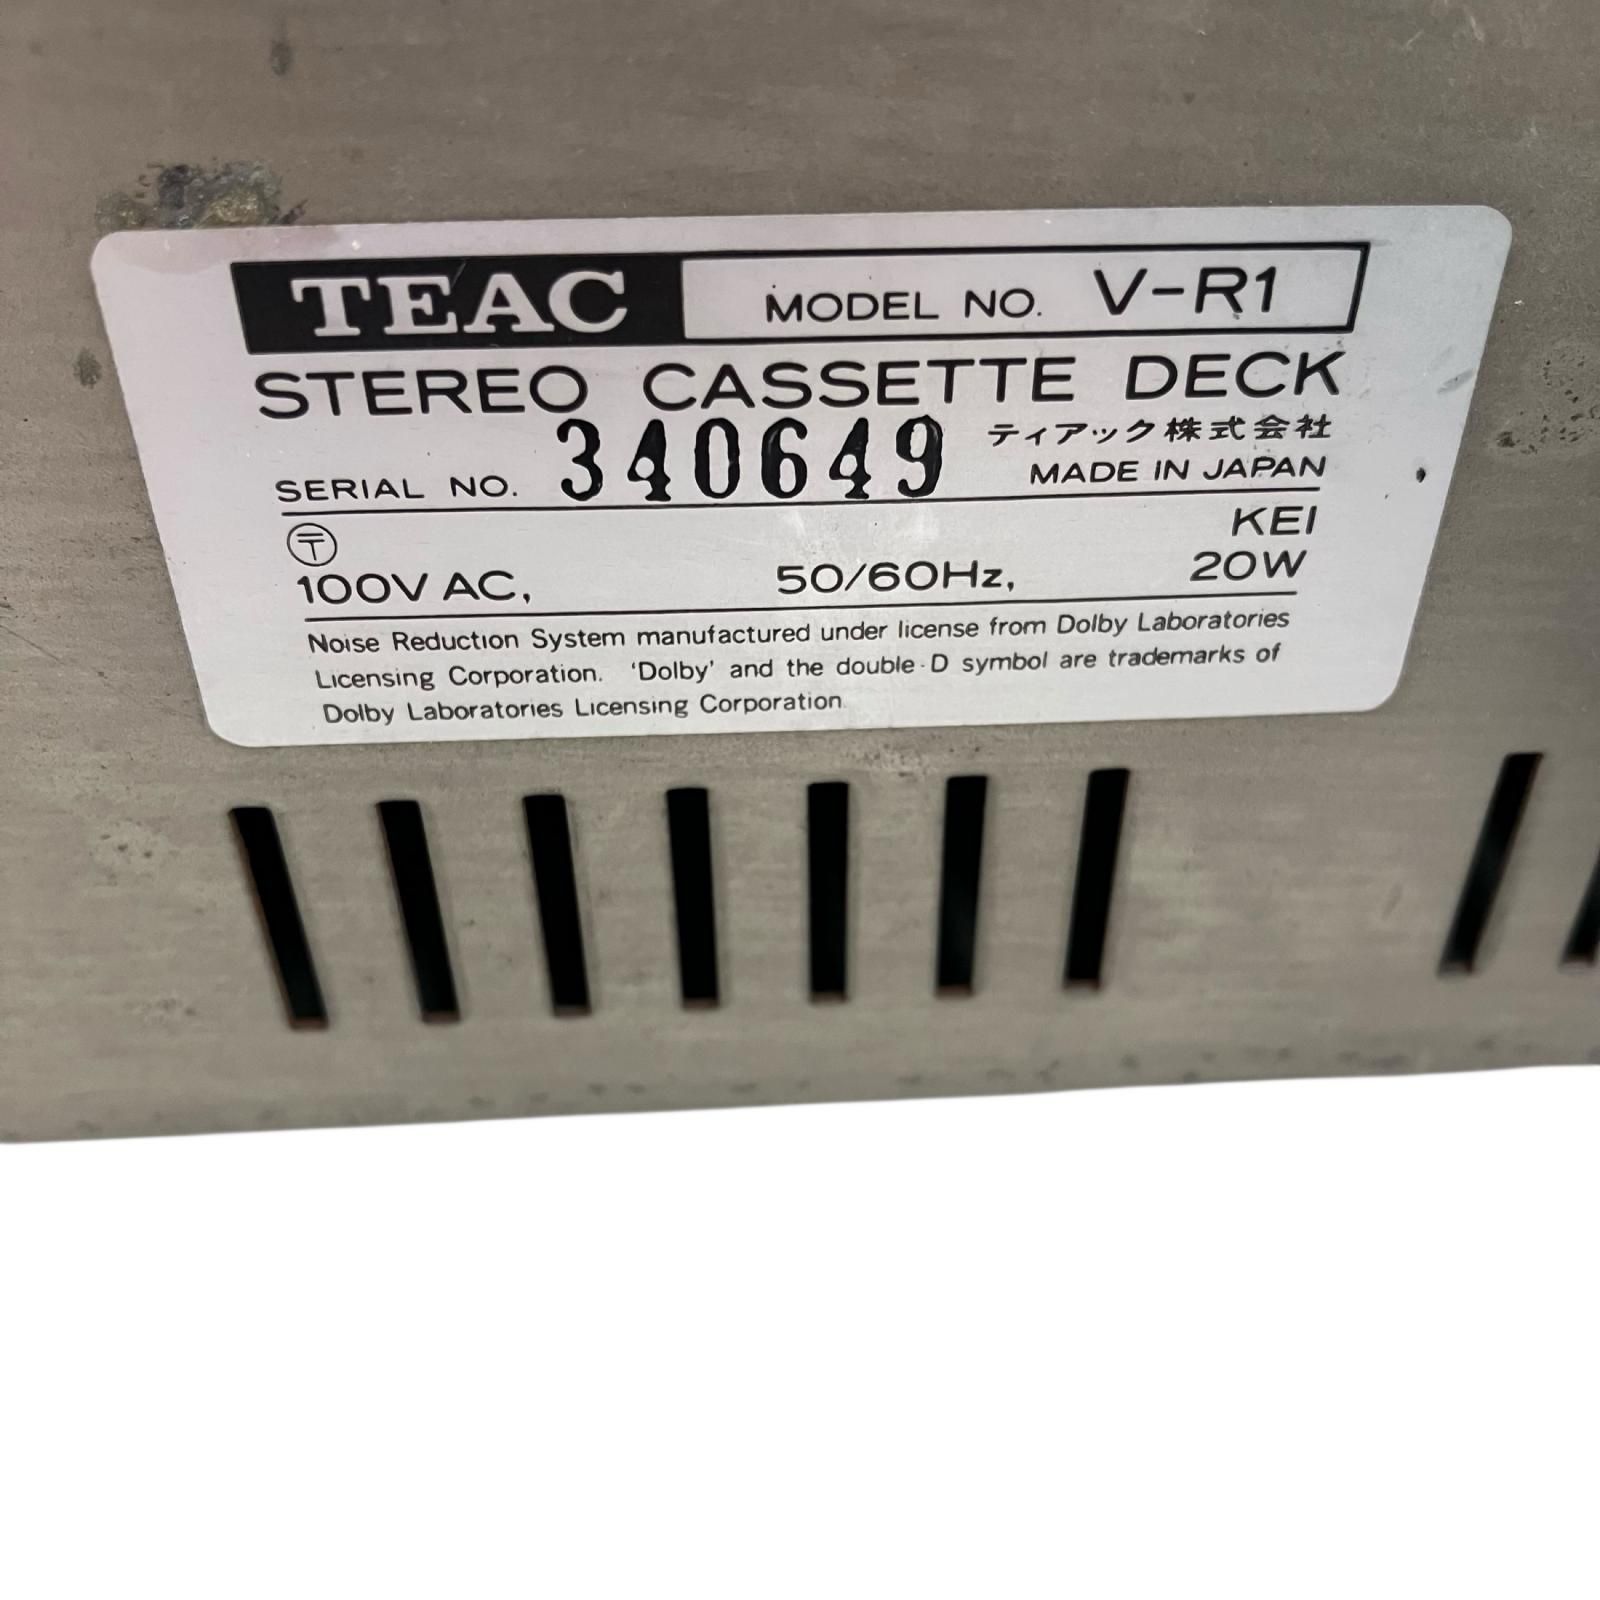 TEAC MODEL NO. V-R1
STEREO CASSETTE DECK
ティアック株式会社
SERIAL NO. 340649 MADE IN JAPAN
〒 KEI
100V AC, 50/60Hz, 20W
Noise Reduction System manufactured under license from Dolby Laboratories
Licensing Corporation. 'Dolby' and the double-D symbol are trademarks of
Dolby Laboratories Licensing Corporation